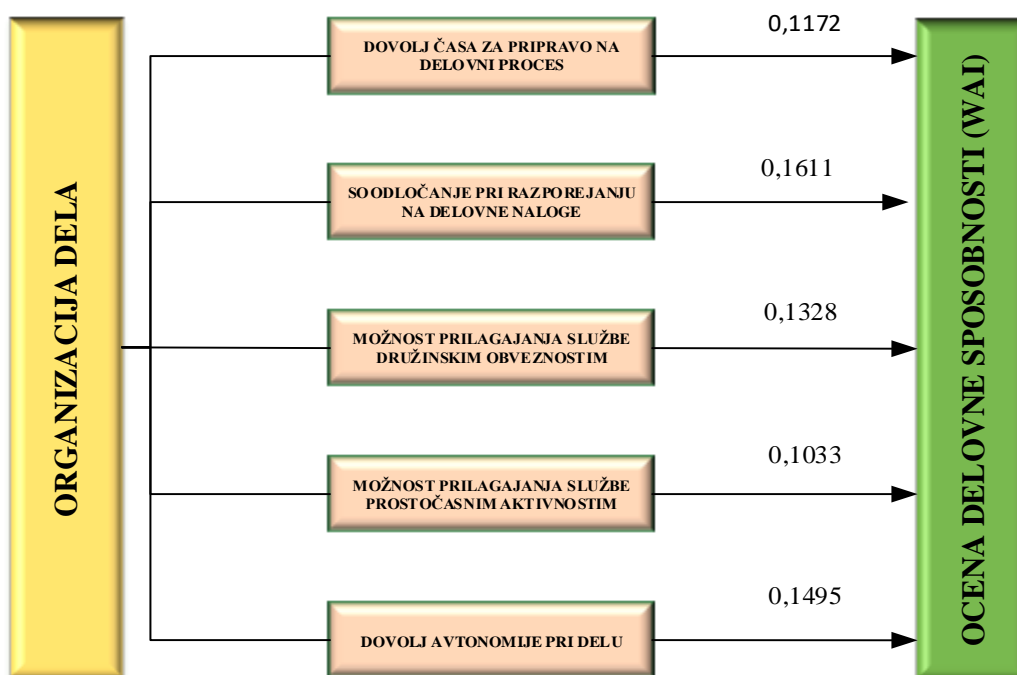 ORGANIZACIJA DELA
DOVOLJ ČASA ZA PRIPRAVO NA
DELOVNI PROCES
0,1172
SOODLOČANJE PRI RAZPOREJANJU
NA DELOVNE NALOGE
0,1611
MOŽNOST PRILAGAJANJA SLUŽBE
DRUŽINSKIM OBVEZNOSTIM
0,1328
MOŽNOST PRILAGAJANJA SLUŽBE
PROSTOČASNIM AKTIVNOSTIM
0,1033
DOVOLJ AVTONOMIJE PRI DELU
0,1495
OCENA DELOVNE SPOSOBNOSTI (WAI)